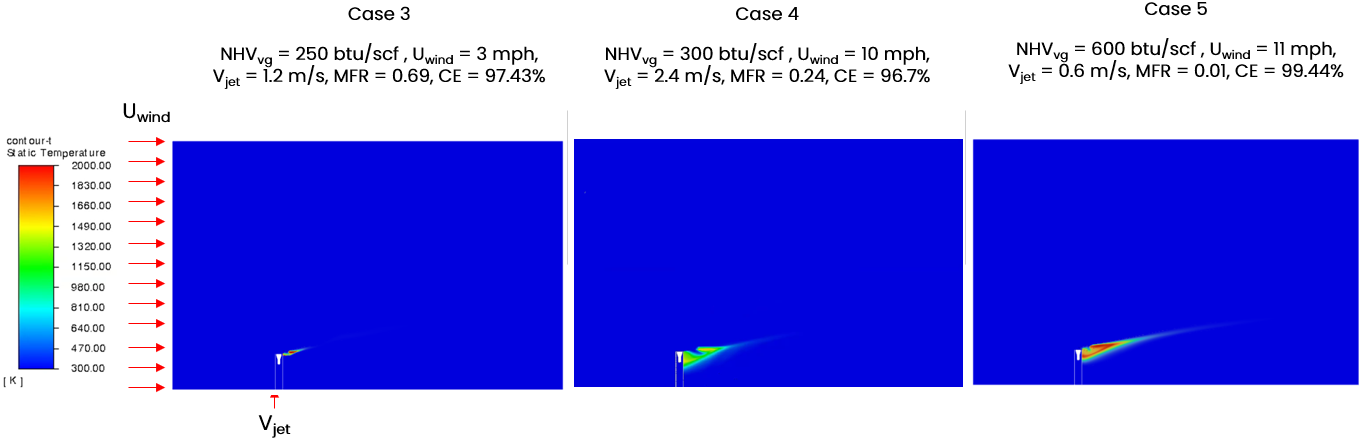 Case 3
NHVvg = 250 btu/scf , Uwind = 3 mph,
Vjet = 1.2 m/s, MFR = 0.69, CE = 97.43%
Case 4
NHVvg = 300 btu/scf , Uwind = 10 mph,
Vjet = 2.4 m/s, MFR = 0.24, CE = 96.7%
Case 5
NHVvg = 600 btu/scf , Uwind = 11 mph,
Vjet = 0.6 m/s, MFR = 0.01, CE = 99.44%
Uwind
contour-t
Static Temperature
2000.00
1830.00
1660.00
1490.00
1320.00
1150.00
980.00
810.00
640.00
470.00
300.00
[ K ]
Vjet